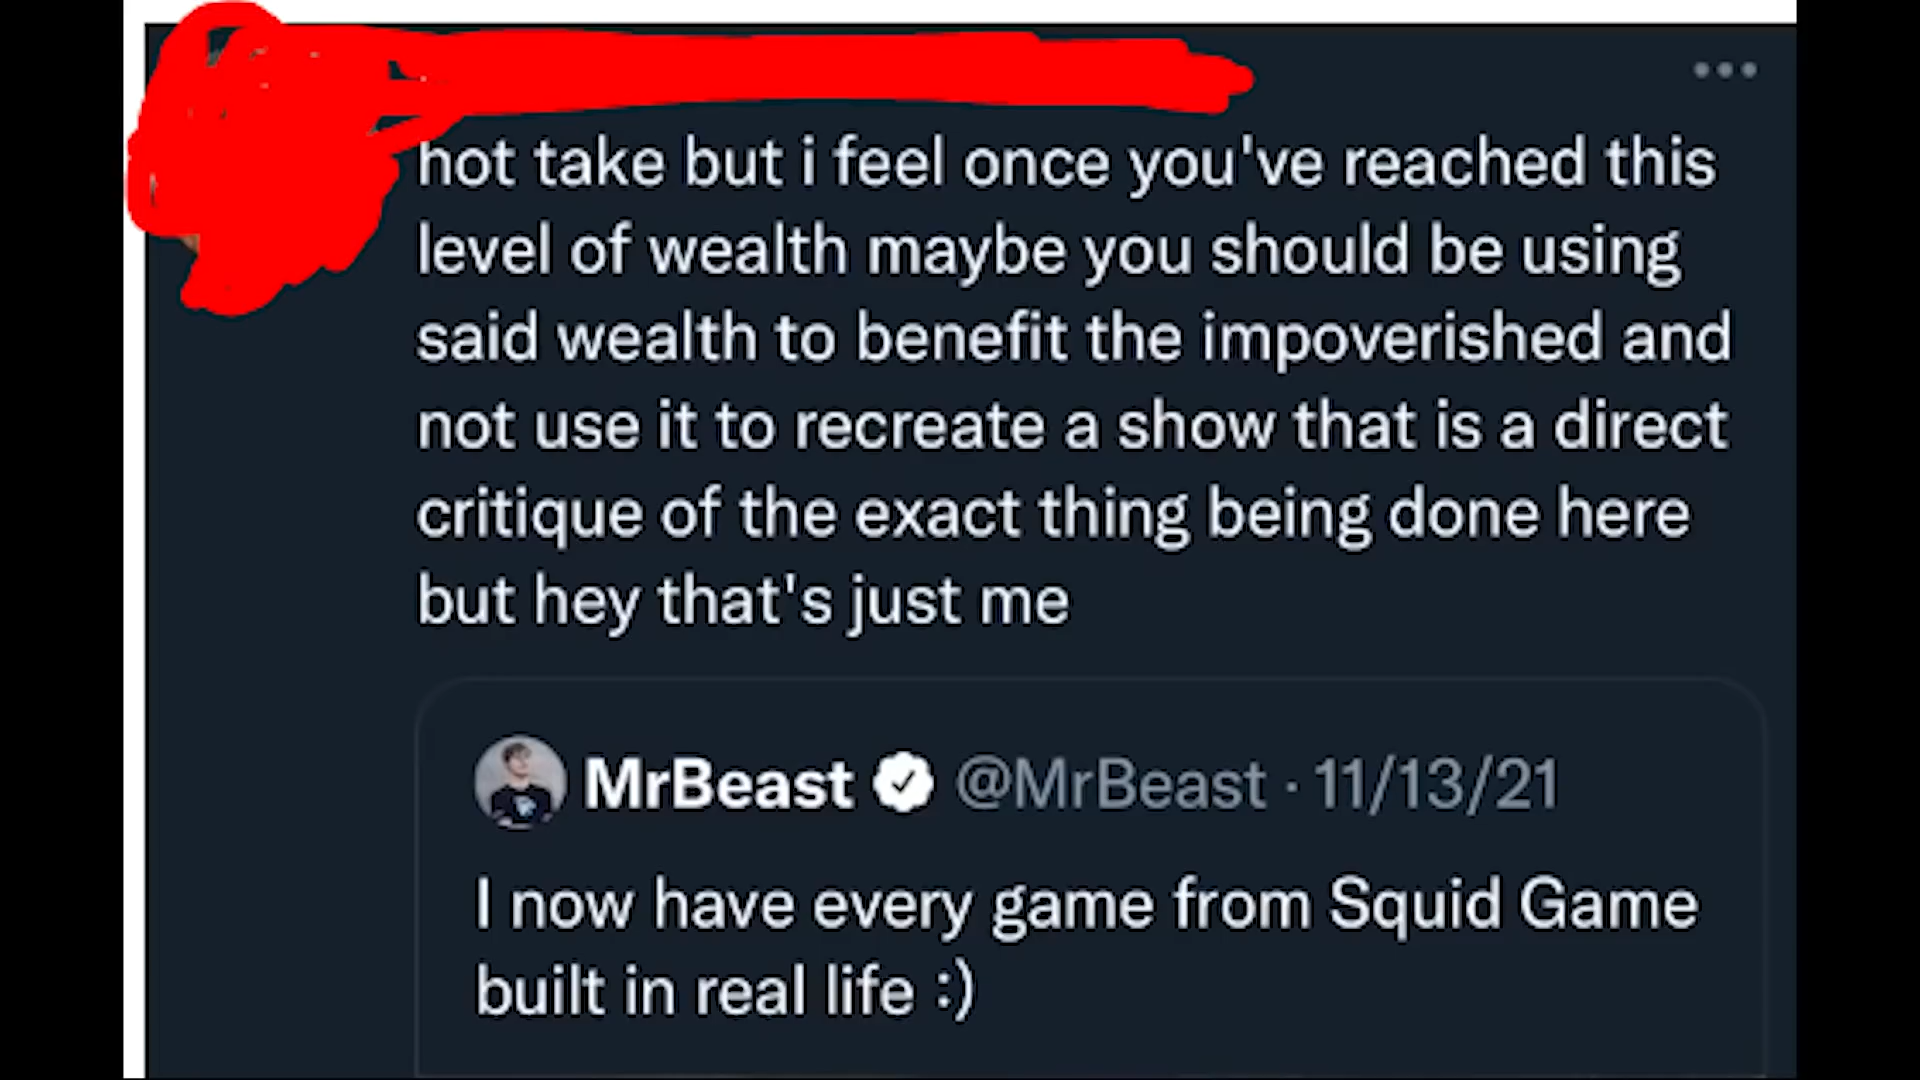 hot take but i feel once you've reached this
level of wealth maybe you should be using
said wealth to benefit the impoverished and
not use it to recreate a show that is a direct
critique of the exact thing being done here
but hey that's just me
MrBeast @MrBeast · 11/13/21
I now have every game from Squid Game
built in real life :)